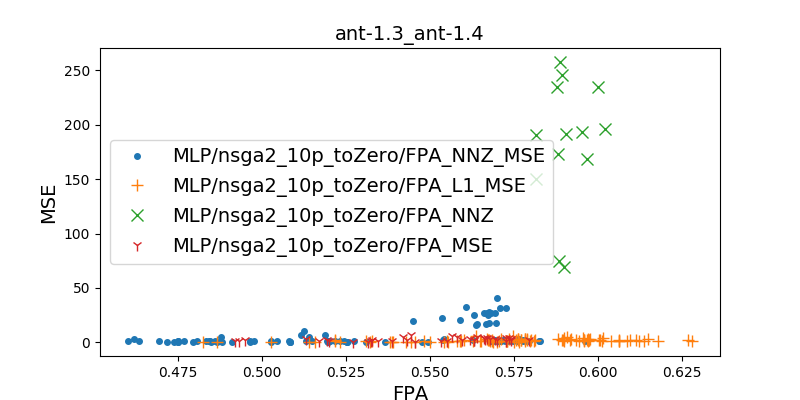 ant-1.3_ant-1.4
MSE
250
200
150
100
50
0
MLP/nsga2_10p_toZero/FPA_NNZ_MSE
MLP/nsga2_10p_toZero/FPA_L1_MSE
MLP/nsga2_10p_toZero/FPA_NNZ
MLP/nsga2_10p_toZero/FPA_MSE
0.475 0.500 0.525 0.550 0.575 0.600 0.625
FPA